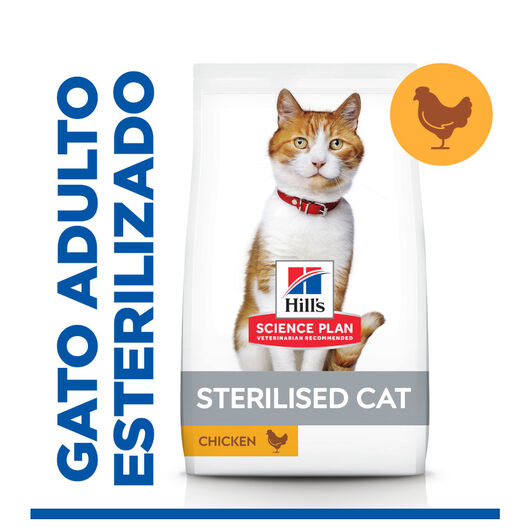 GATO ADULTO
ESTERILIZADO
Hill's
SCIENCE PLAN
VETERINARIAN RECOMMENDED
STERILISED CAT
CHICKEN